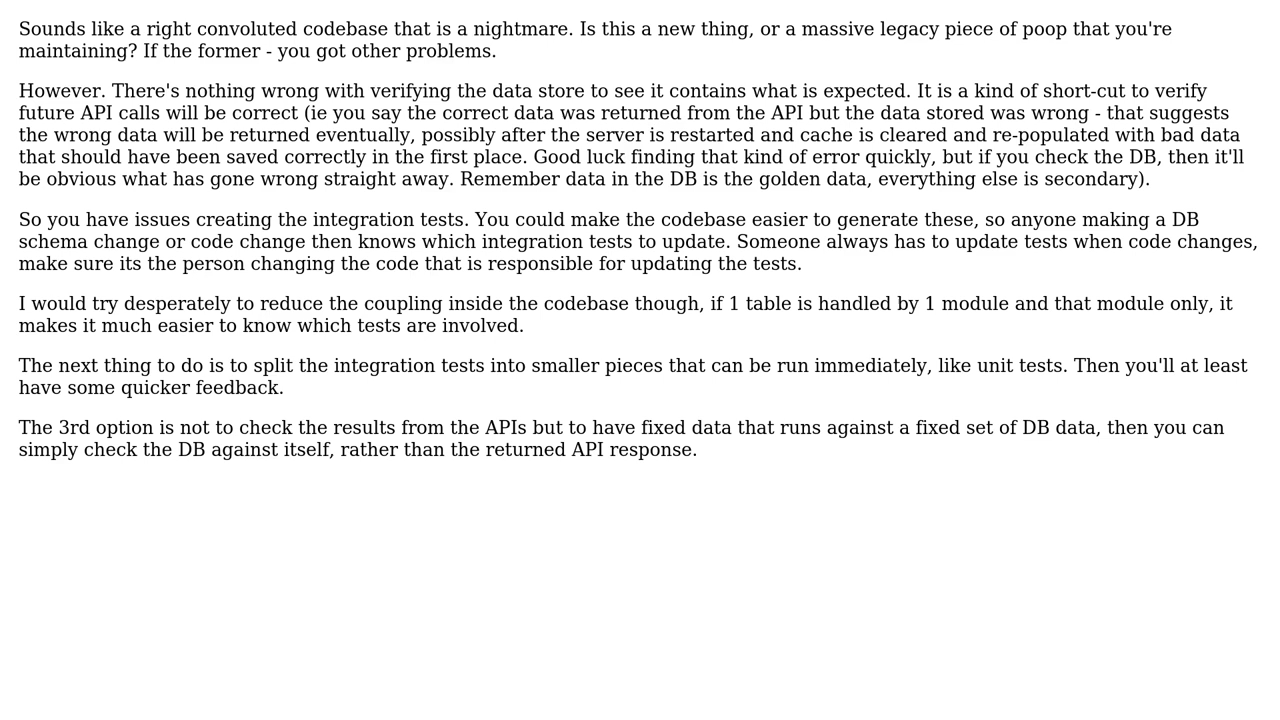 Sounds like a right convoluted codebase that is a nightmare. Is this a new thing, or a massive legacy piece of poop that you're
maintaining? If the former - you got other problems.
However. There's nothing wrong with verifying the data store to see it contains what is expected. It is a kind of short-cut to verify
future API calls will be correct (ie you say the correct data was returned from the API but the data stored was wrong - that suggests
the wrong data will be returned eventually, possibly after the server is restarted and cache is cleared and re-populated with bad data
that should have been saved correctly in the first place. Good luck finding that kind of error quickly, but if you check the DB, then it'll
be obvious what has gone wrong straight away. Remember data in the DB is the golden data, everything else is secondary).
So you have issues creating the integration tests. You could make the codebase easier to generate these, so anyone making a DB
schema change or code change then knows which integration tests to update. Someone always has to update tests when code changes,
make sure its the person changing the code that is responsible for updating the tests.
I would try desperately to reduce the coupling inside the codebase though, if 1 table is handled by 1 module and that module only, it
makes it much easier to know which tests are involved.
The next thing to do is to split the integration tests into smaller pieces that can be run immediately, like unit tests. Then you'll at least
have some quicker feedback.
The 3rd option is not to check the results from the APIs but to have fixed data that runs against a fixed set of DB data, then you can
simply check the DB against itself, rather than the returned API response.